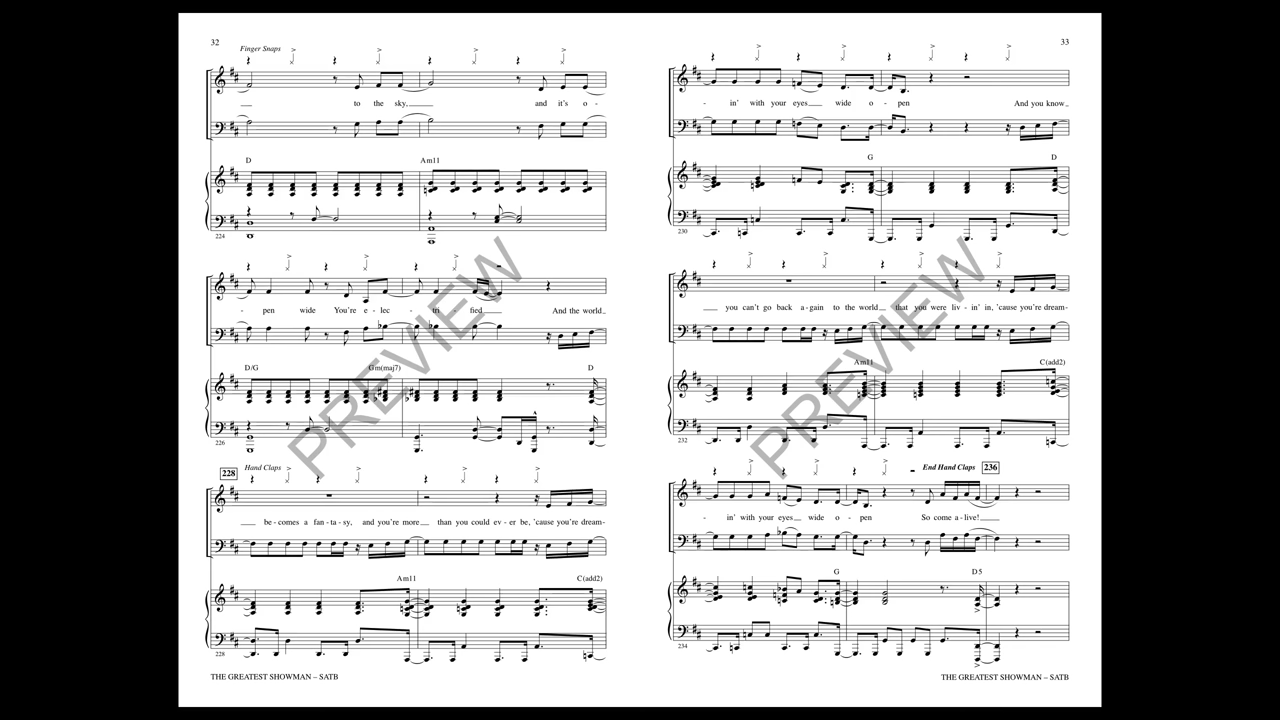 32
Finger Snaps
to the sky, and it's o-
D Am11
224
- pen wide You're e - lec - tri - fied And the world
D/G Gm(maj7) D
226
228 Hand Claps
be - comes a fan - ta - sy, and you're more than you could ev - er be, 'cause you're dream-
Am11 C(add2)
228
THE GREATEST SHOWMAN – SATB
33
- in' with your eyes wide o - pen And you know
G D
230
you can't go back a - gain to the world that you were liv - in' in, 'cause you're dream-
Am11 C(add2)
232
End Hand Claps 236
- in' with your eyes wide o - pen So come a - live!
G D5
234
THE GREATEST SHOWMAN – SATB
PREVIEW
PREVIEW